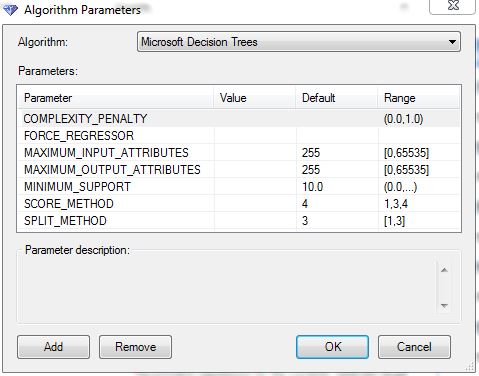 Algorithm Parameters
Algorithm: Microsoft Decision Trees
Parameters:
Parameter Value Default Range
COMPLEXITY_PENALTY (0.0,1.0)
FORCE_REGRESSOR
MAXIMUM_INPUT_ATTRIBUTES 255 [0,65535]
MAXIMUM_OUTPUT_ATTRIBUTES 255 [0,65535]
MINIMUM_SUPPORT 10.0 (0.0,...)
SCORE_METHOD 4 1,3,4
SPLIT_METHOD 3 [1,3]
Parameter description:
Add Remove OK Cancel